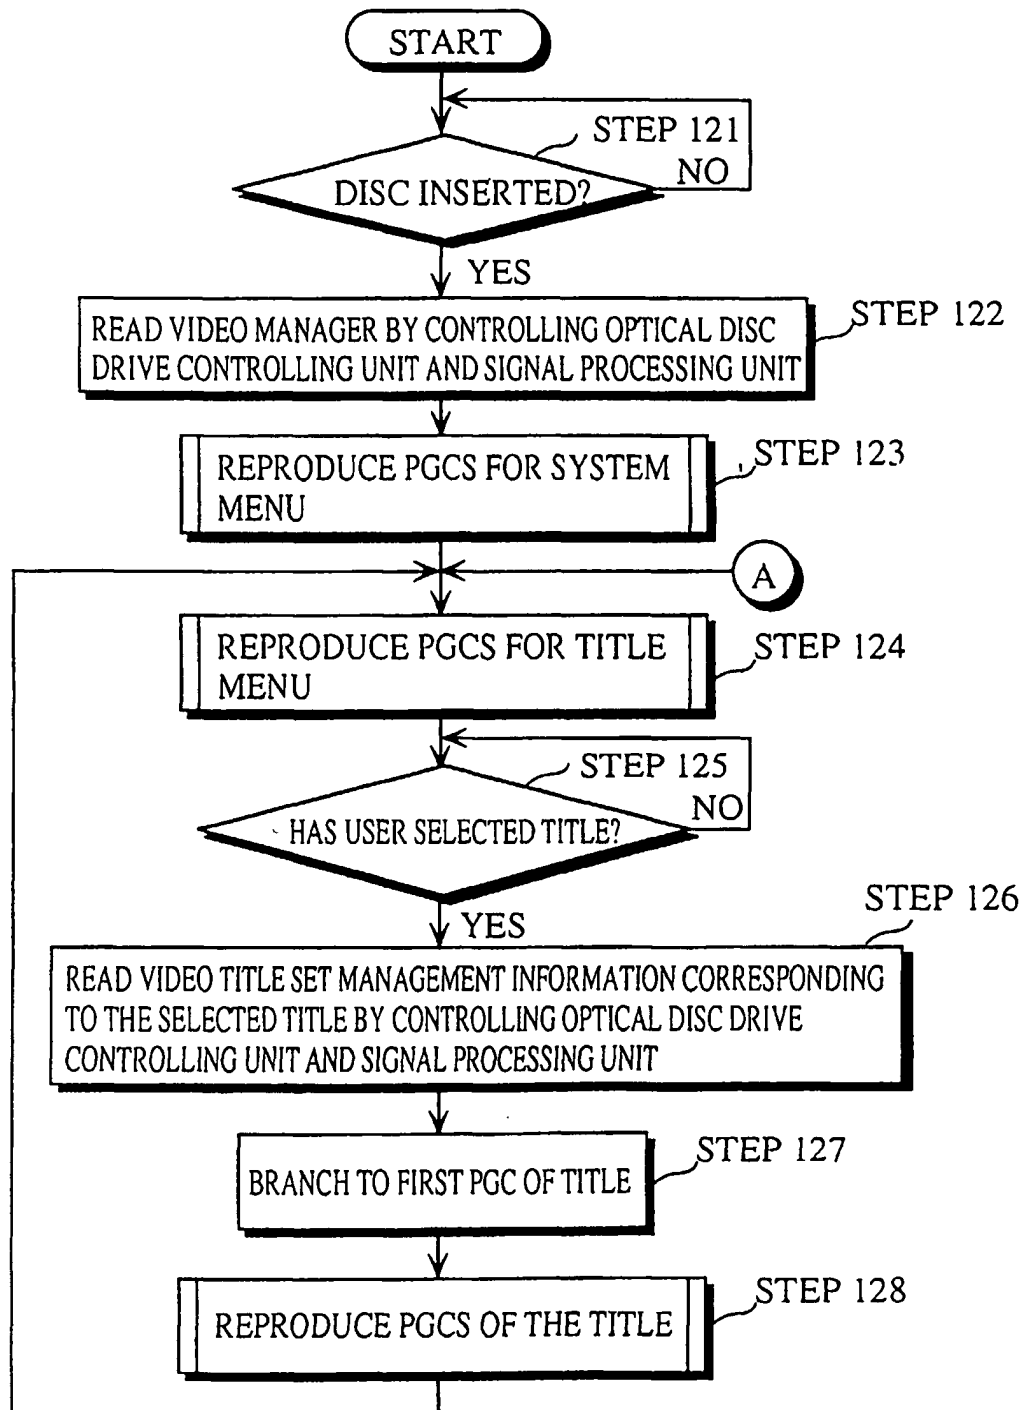 START
STEP 121
NO
DISC INSERTED?
YES
STEP 122
READ VIDEO MANAGER BY CONTROLLING OPTICAL DISC
DRIVE CONTROLLING UNIT AND SIGNAL PROCESSING UNIT
STEP 123
REPRODUCE PGCS FOR SYSTEM
MENU
A
STEP 124
REPRODUCE PGCS FOR TITLE
MENU
STEP 125
NO
HAS USER SELECTED TITLE?
YES
STEP 126
READ VIDEO TITLE SET MANAGEMENT INFORMATION CORRESPONDING
TO THE SELECTED TITLE BY CONTROLLING OPTICAL DISC DRIVE
CONTROLLING UNIT AND SIGNAL PROCESSING UNIT
STEP 127
BRANCH TO FIRST PGC OF TITLE
STEP 128
REPRODUCE PGCS OF THE TITLE